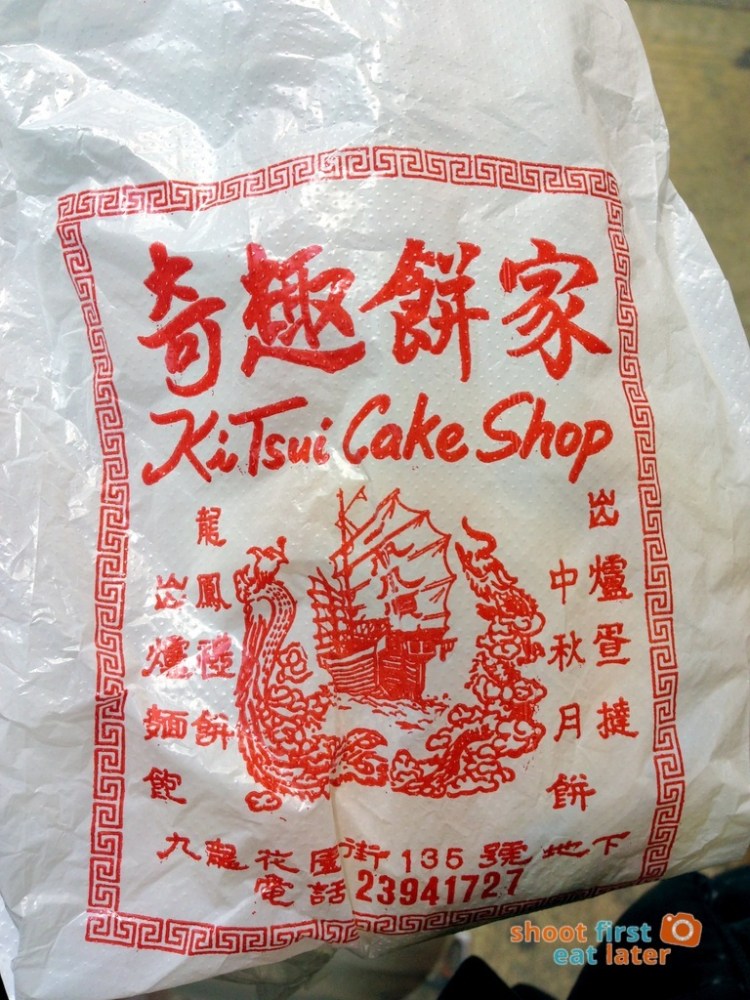 奇趣餅家
Ki Tsui Cake Shop
出爐蛋撻
中秋月餅
龍鳳禮餅
出爐麵飽
九龍花園街135號地下
電話23941727
shoot first
eat later